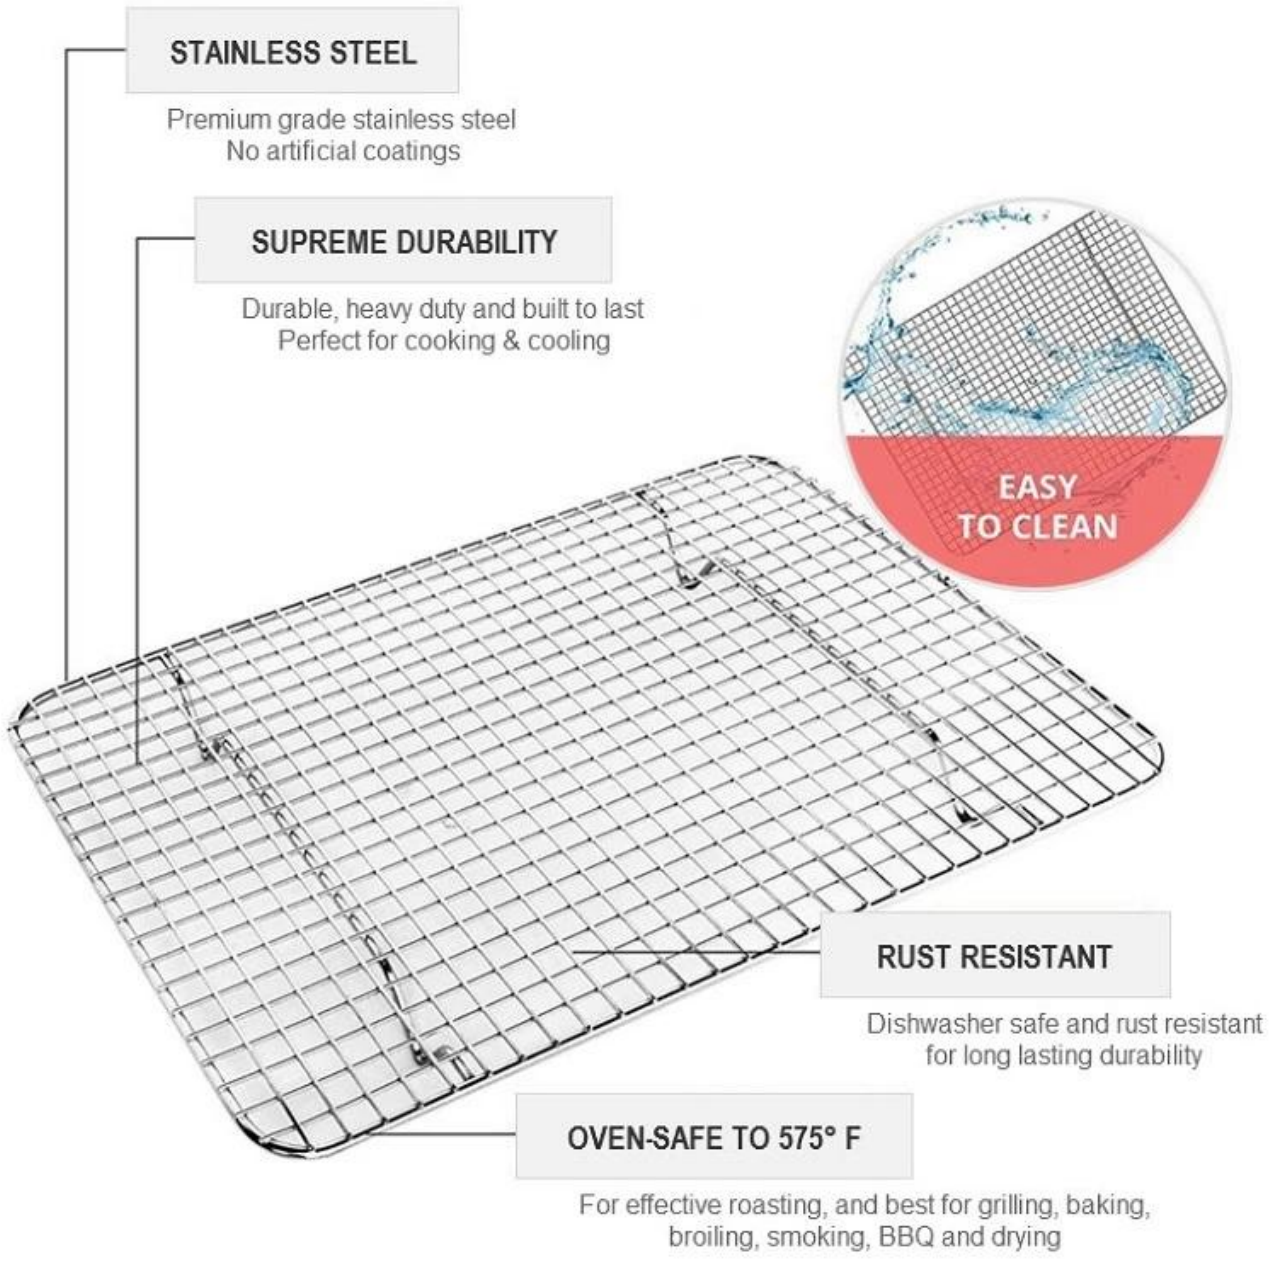 STAINLESS STEEL
Premium grade stainless steel
No artificial coatings
SUPREME DURABILITY
Durable, heavy duty and built to last
Perfect for cooking & cooling
EASY
TO CLEAN
RUST RESISTANT
Dishwasher safe and rust resistant
for long lasting durability
OVEN-SAFE TO 575° F
For effective roasting, and best for grilling, baking,
broiling, smoking, BBQ and drying